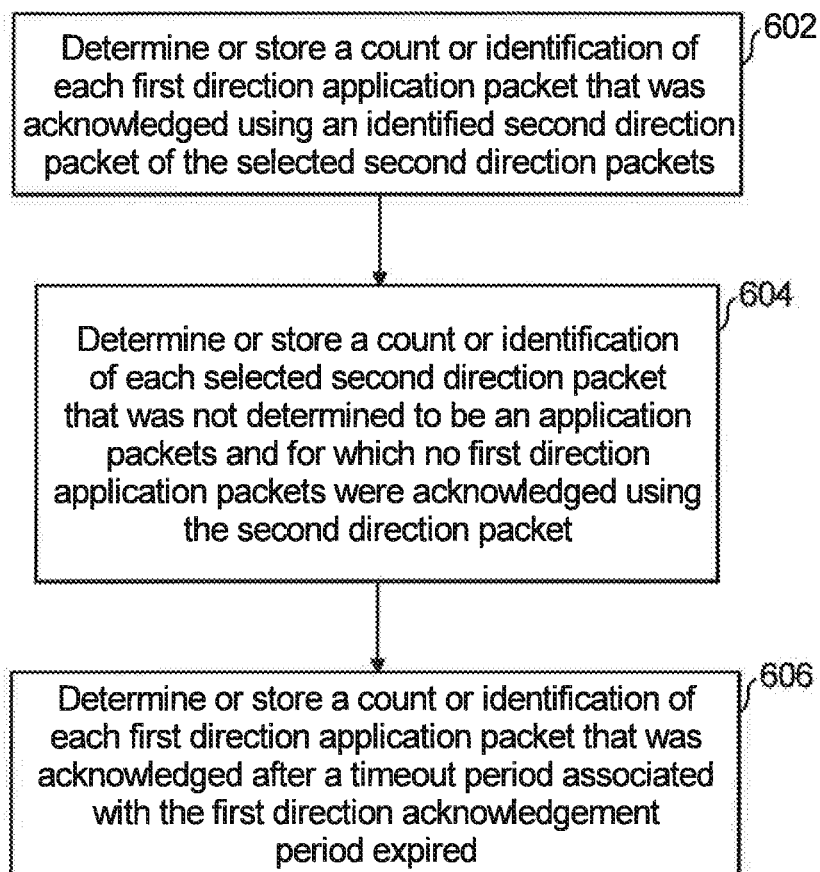 602
Determine or store a count or identification of
each first direction application packet that was
acknowledged using an identified second direction
packet of the selected second direction packets
604
Determine or store a count or identification
of each selected second direction packet
that was not determined to be an application
packets and for which no first direction
application packets were acknowledged using
the second direction packet
606
Determine or store a count or identification of
each first direction application packet that was
acknowledged after a timeout period associated
with the first direction acknowledgement
period expired